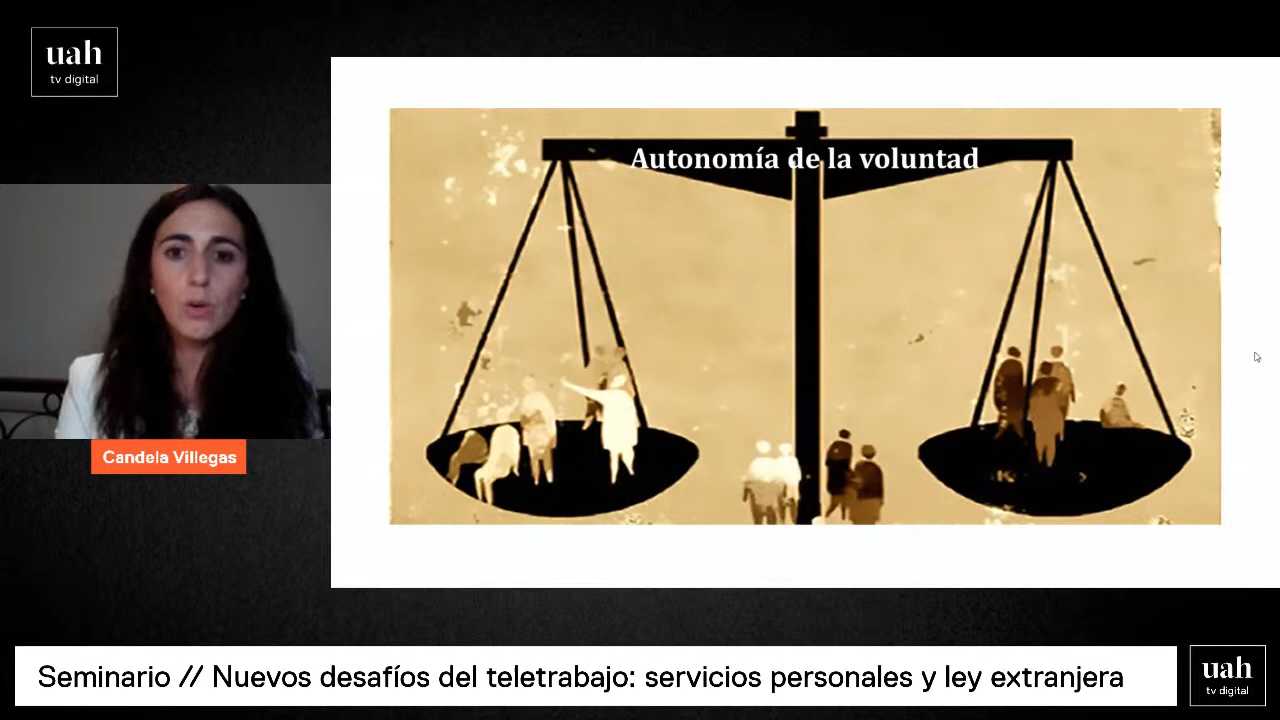 uah
tv digital
Autonomía de la voluntad
Candela Villegas
Seminario // Nuevos desafíos del teletrabajo: servicios personales y ley extranjera
uah
tv digital